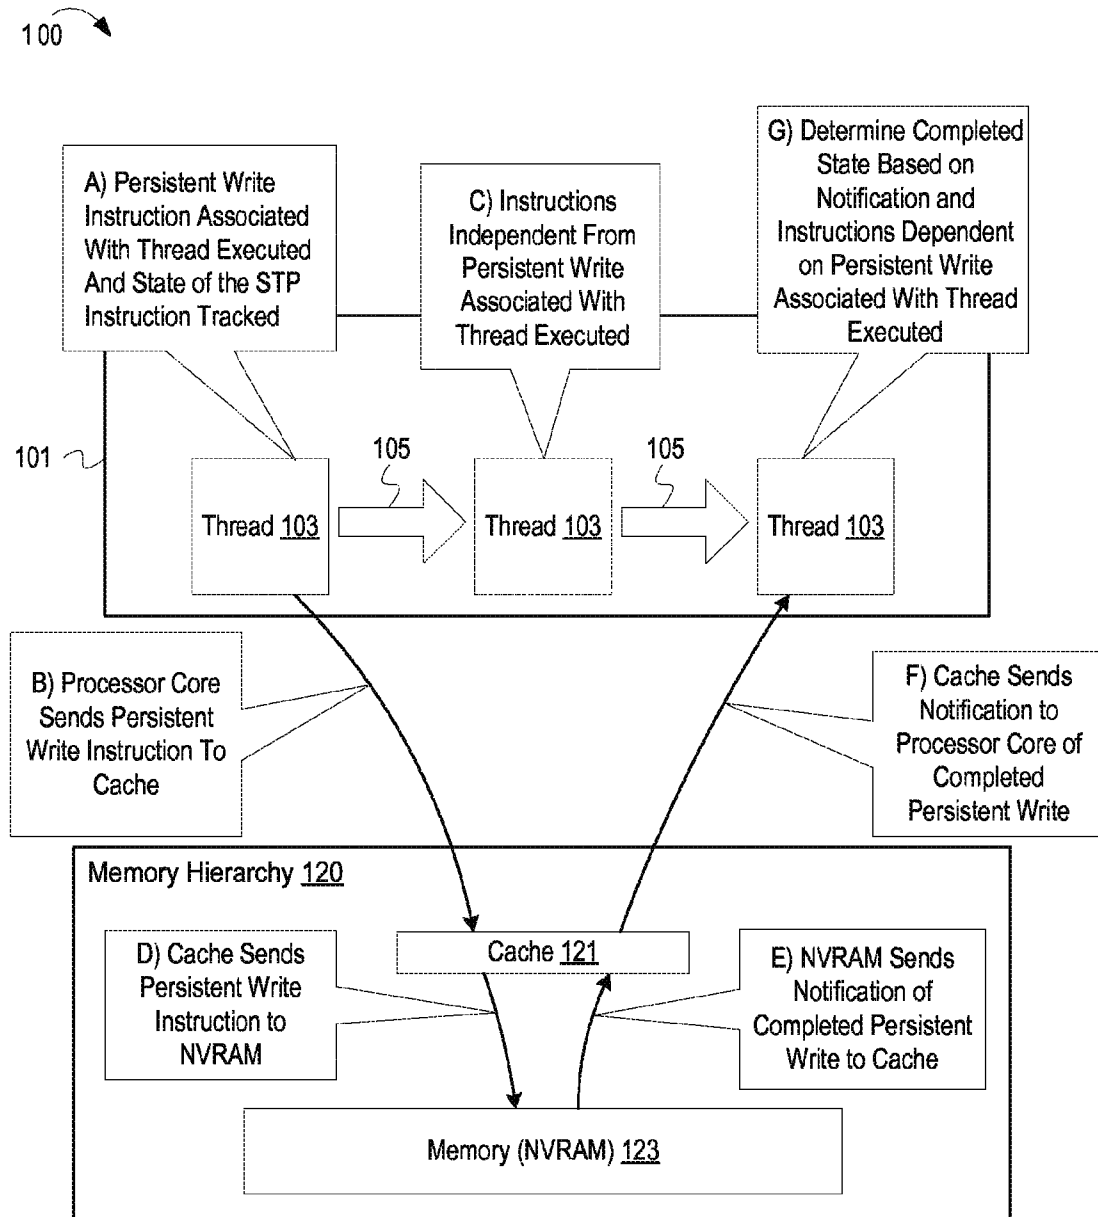 100
A) Persistent Write
Instruction Associated
With Thread Executed
And State of the STP
Instruction Tracked
C) Instructions
Independent From
Persistent Write
Associated With
Thread Executed
G) Determine Completed
State Based on
Notification and
Instructions Dependent
on Persistent Write
Associated With Thread
Executed
101
105
105
Thread 103
Thread 103
Thread 103
B) Processor Core
Sends Persistent
Write Instruction To
Cache
F) Cache Sends
Notification to
Processor Core of
Completed
Persistent Write
Memory Hierarchy 120
D) Cache Sends
Persistent Write
Instruction to
NVRAM
Cache 121
E) NVRAM Sends
Notification of
Completed Persistent
Write to Cache
Memory (NVRAM) 123